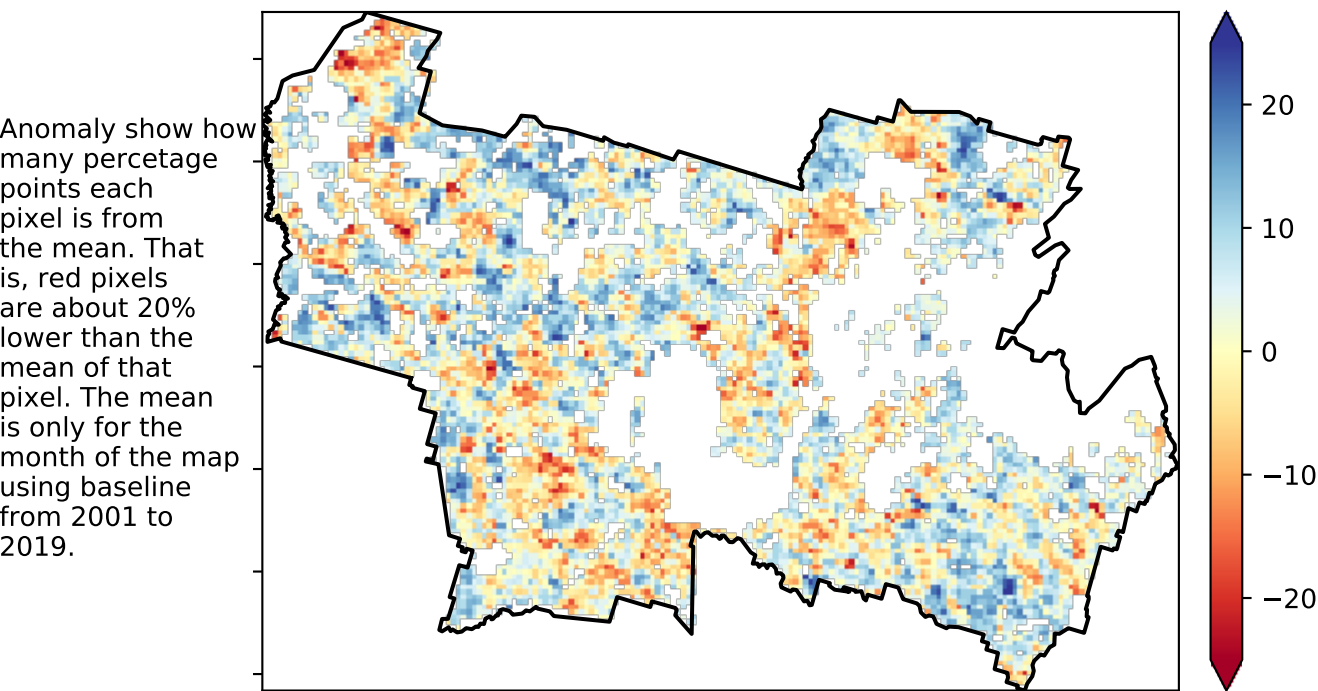 Anomaly show how
many percetage
points each
pixel is from
the mean. That
is, red pixels
are about 20%
lower than the
mean of that
pixel. The mean
is only for the
month of the map
using baseline
from 2001 to
2019.
20
10
0
−10
−20